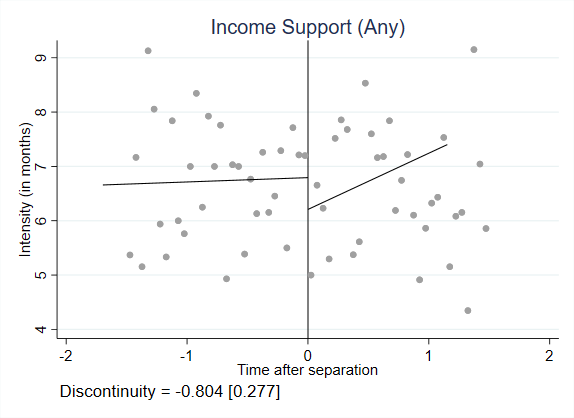 Income Support (Any)
Intensity (in months)
9
8
7
6
5
4
-2
-1
0
1
2
Time after separation
Discontinuity = -0.804 [0.277]